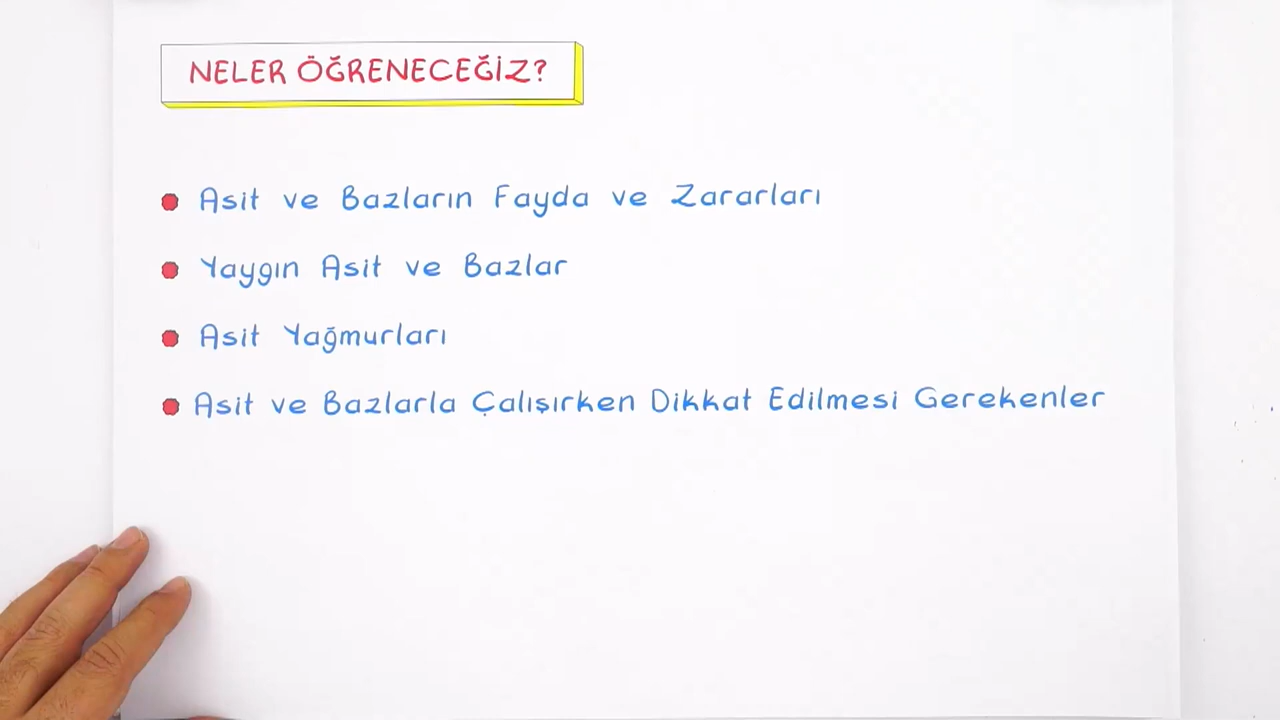 NELER ÖĞRENECEĞİZ?
Asit ve Bazların Fayda ve Zararları
Yaygın Asit ve Bazlar
Asit Yağmurları
Asit ve Bazlarla Çalışırken Dikkat Edilmesi Gerekenler